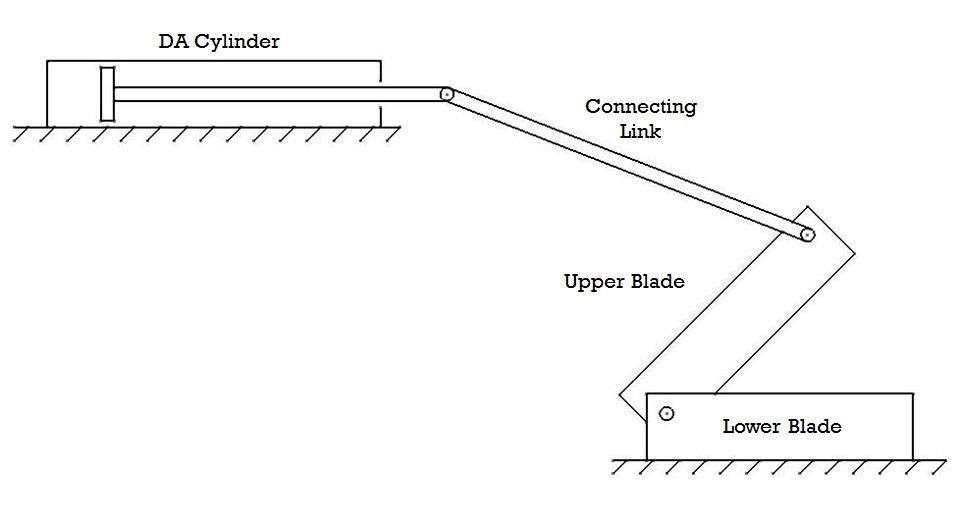 DA Cylinder
Connecting
Link
Upper Blade
Lower Blade